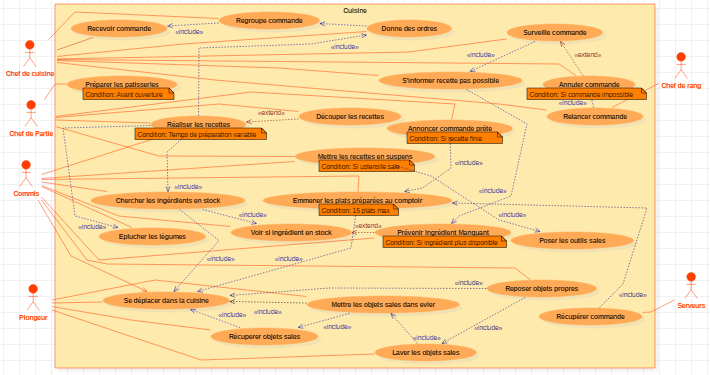 Cuisine
Regroupe commande
Recevoir commande
«include»
Donne des ordres
Surveille commande
«include»
Chef de cuisine
«include»
«extend»
S'informer recette pas possible
Préparer les patisseries
Condition: Avant ouverture
Annuler commande
Condition: Si commande impossible
Chef de rang
«include»
Chef de Partie
Réaliser les recettes
Condition: Temps de préparation variable
«extend»
Découper les recettes
Relancer commande
Annoncer commande prête
Condition: Si recette finie
Mettre les recettes en suspens
Condition: Si ustensile -...
«include»
Commis
«include»
Chercher les ingérdients en stock
Emmener les plats préparées au comptoir
Condition: 15 plats max
«include»
«include»
«include»
Eplucher les légumes
Voir si Ingrédient en stock
«extend»
Prévenir Ingrédient Manquant
Condition: Si ingrédient plus disponible
Poser les outils sales
«include»
«include»
Plongeur
Se déplacer dans la cuisine
«include»
Reposer objets propres
«include»
Serveurs
Mettre les objets sales dans evier
«include»
«include»
Récupérer commande
Récuperer objets sales
«include»
«include»
Laver les objets sales